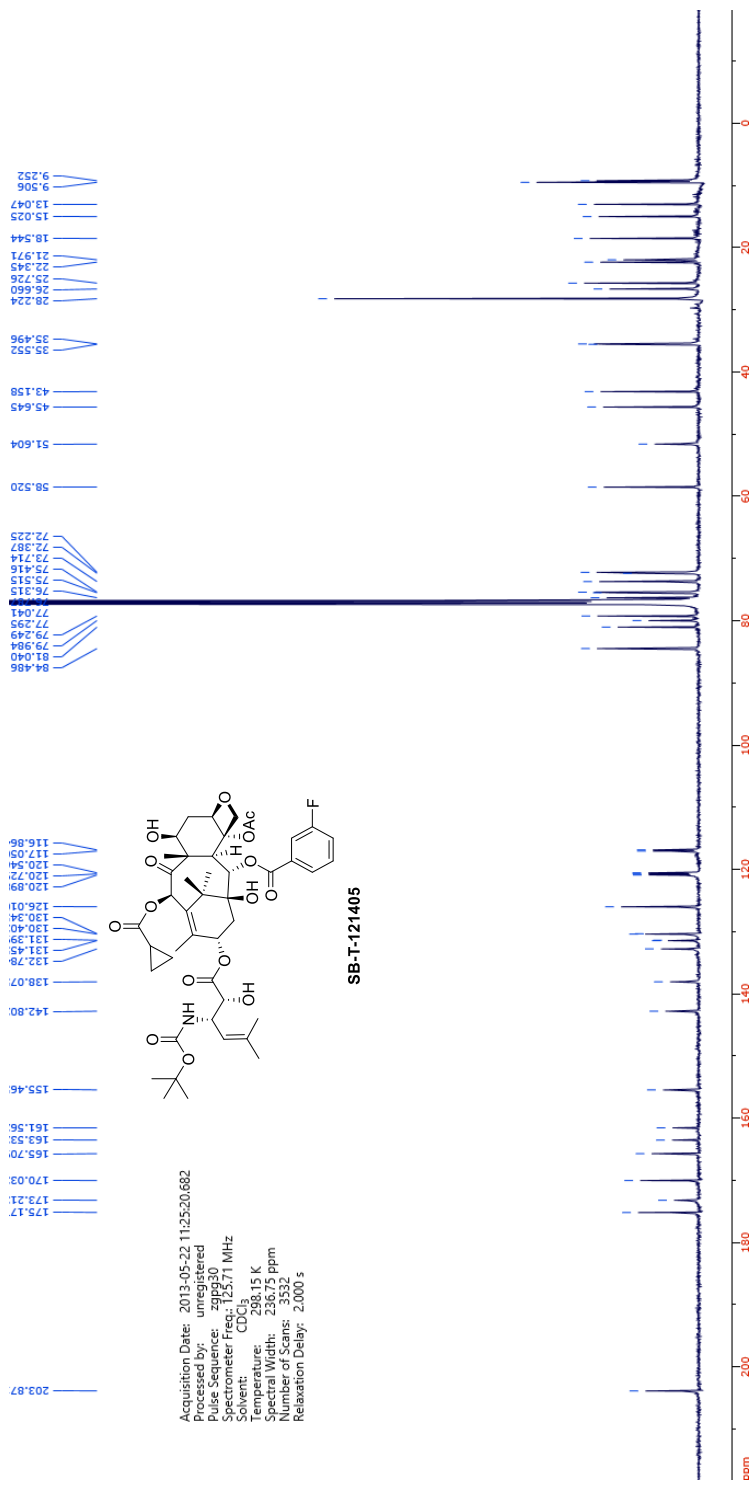 9.252
9.506
13.047
15.025
18.544
21.971
22.345
25.726
26.660
28.224
35.496
35.552
43.158
45.645
51.604
58.520
72.225
72.387
73.714
75.416
75.515
76.315
77.041
77.295
79.249
79.984
81.040
84.486
116.86
117.05
120.54
120.72
120.89
126.01
130.34
130.40
131.39
131.45
132.78
138.07
142.80
155.46
161.56
163.53
165.70
170.03
173.21
175.17
203.87
O
O
NH
O
O
OH
O
O
O
O
OH
O
OAc
H
OH
O
O
F
SB-T-121405
Acquisition Date: 2013-05-22 11:25:20.682
Processed by: unregistered
Pulse Sequence: zgpg30
Spectrometer Freq.: 125.71 MHz
Solvent: CDCl3
Temperature: 298.15 K
Spectral Width: 236.75 ppm
Number of Scans: 3532
Relaxation Delay: 2.000 s
0
20
40
60
80
100
120
140
160
180
200
ppm